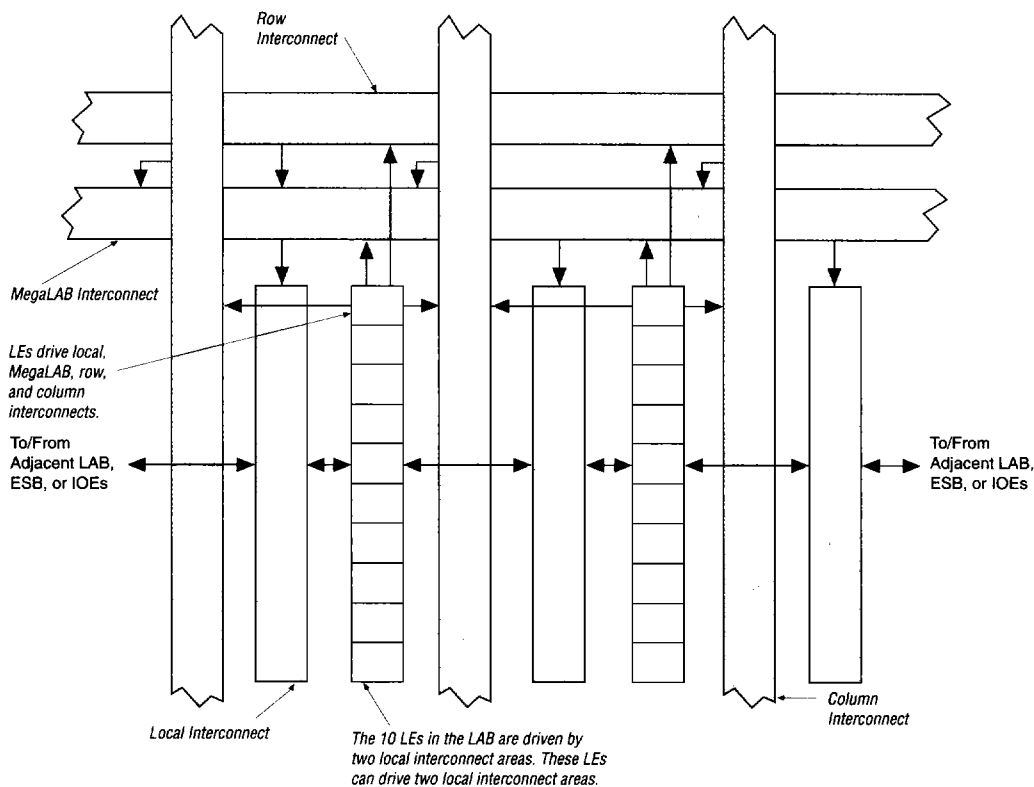 Row
Interconnect
MegaLAB Interconnect
LEs drive local,
MegaLAB, row,
and column
interconnects.
To/From
Adjacent LAB,
ESB, or IOEs
To/From
Adjacent LAB,
ESB, or IOEs
Local Interconnect
The 10 LEs in the LAB are driven by
two local interconnect areas. These LEs
can drive two local interconnect areas.
Column
Interconnect